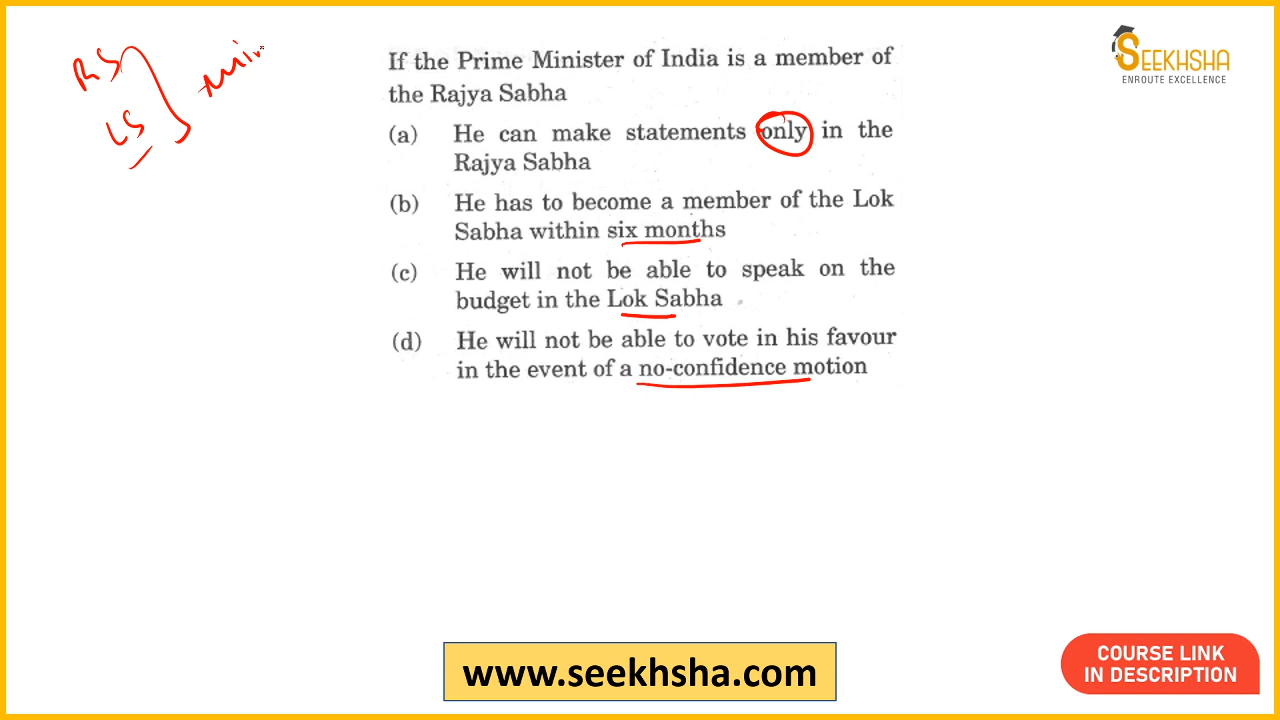 RS
LS
SEEKHSHA
ENROUTE EXCELLENCE
If the Prime Minister of India is a member of
the Rajya Sabha
(a) He can make statements only in the
Rajya Sabha
(b) He has to become a member of the Lok
Sabha within six months
(c) He will not be able to speak on the
budget in the Lok Sabha
(d) He will not be able to vote in his favour
in the event of a no-confidence motion
www.seekhsha.com
COURSE LINK
IN DESCRIPTION